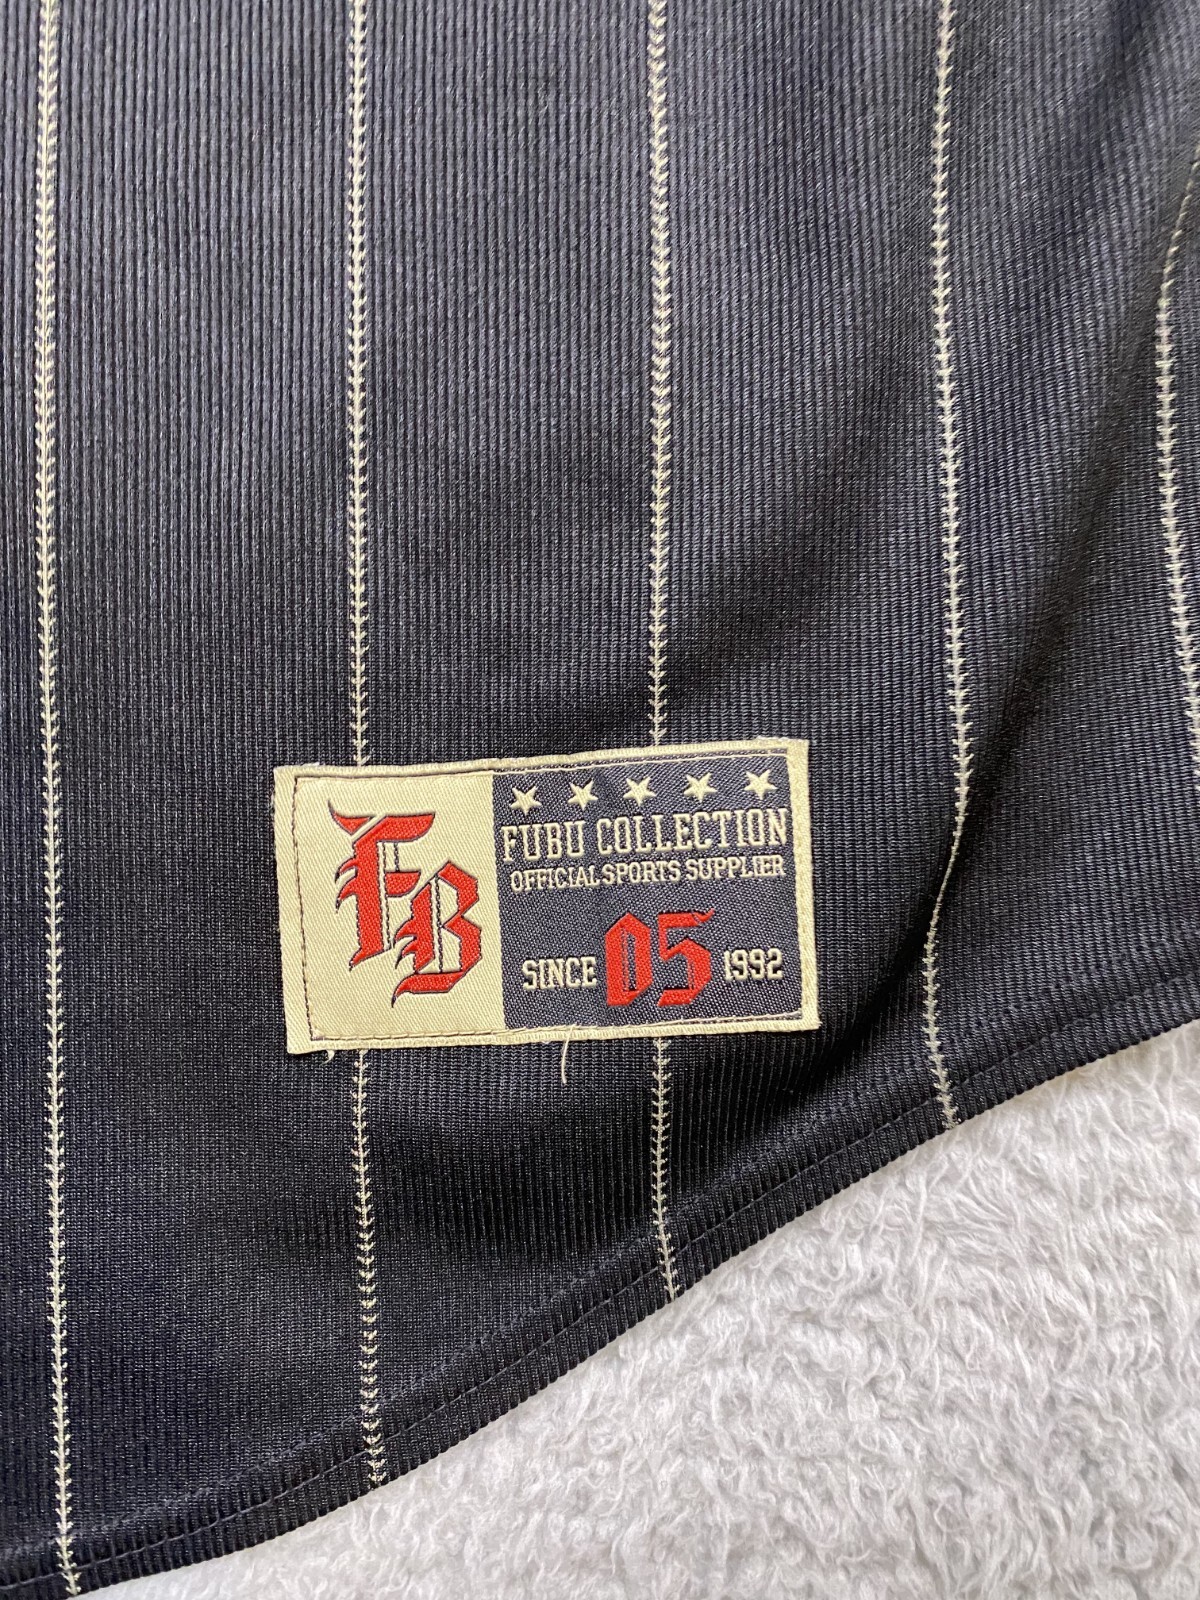 FB
FUBU COLLECTION
OFFICIAL SPORTS SUPPLIER
SINCE 05 1992